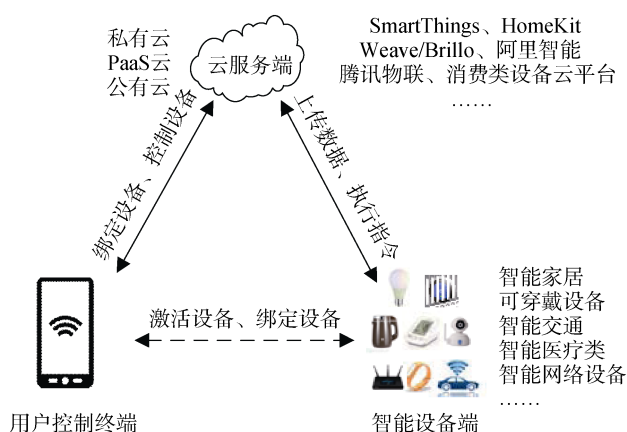 私有云
PaaS云
公有云
云服务端
SmartThings、HomeKit
Weave/Brillo、阿里智能
腾讯物联、消费类设备云平台
……
绑定设备、控制设备
上传数据、执行指令
激活设备、绑定设备
智能家居
可穿戴设备
智能交通
智能医疗类
智能网络设备
……
用户控制终端
智能设备端